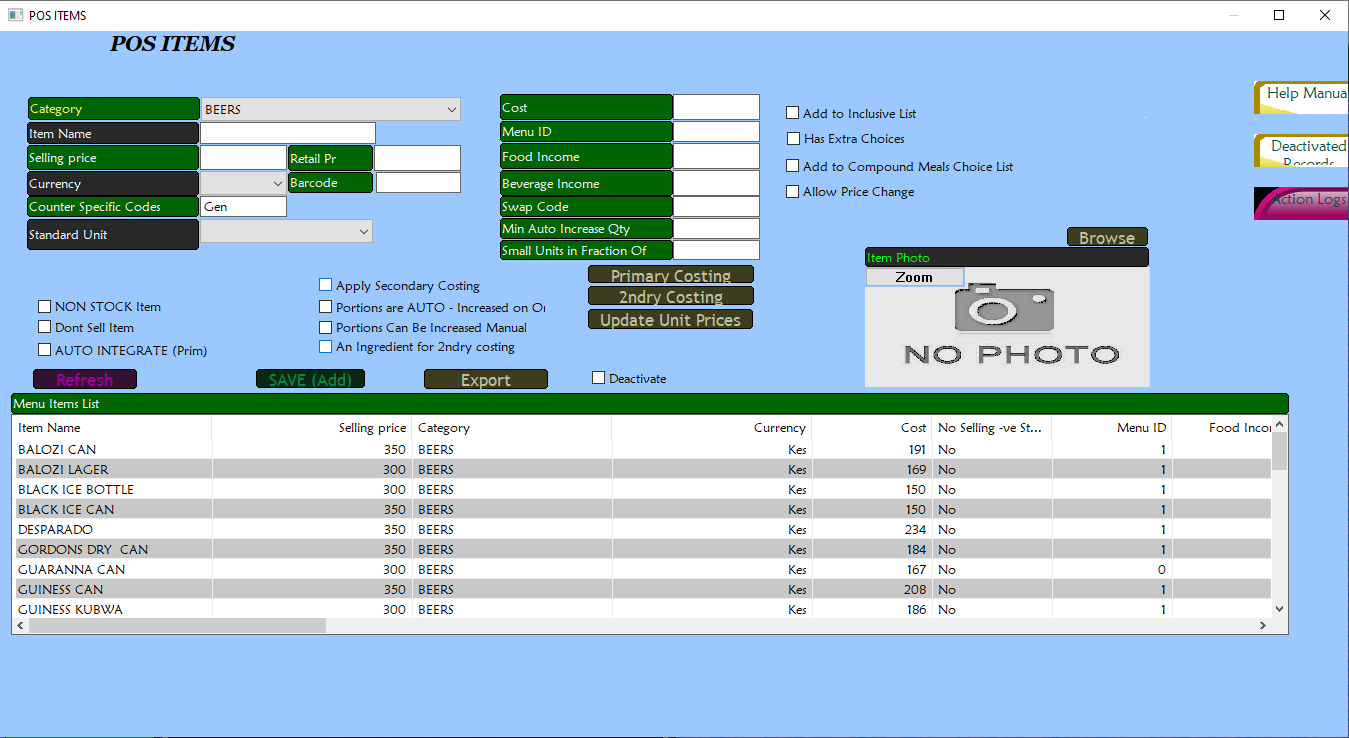 POS ITEMS
POS ITEMS
Category BEERS
Item Name
Selling price Retail Pr
Currency Barcode
Counter Specific Codes Gen
Standard Unit
Cost
Menu ID
Food Income
Beverage Income
Swap Code
Min Auto Increase Qty
Small Units in Fraction Of
Add to Inclusive List
Has Extra Choices
Add to Compound Meals Choice List
Allow Price Change
Help Manua
Deactivated
Records
Action Logs
Browse
Item Photo
Zoom
NO PHOTO
Primary Costing
2ndry Costing
Update Unit Prices
Apply Secondary Costing
Portions are AUTO - Increased on Or
Portions Can Be Increased Manual
An Ingredient for 2ndry costing
NON STOCK Item
Dont Sell Item
AUTO INTEGRATE (Prim)
Refresh SAVE (Add) Export Deactivate
Menu Items List
Item Name Selling price Category Currency Cost No Selling -ve St... Menu ID Food Incor
BALOZI CAN 350 BEERS Kes 191 No 1
BALOZI LAGER 300 BEERS Kes 169 No 1
BLACK ICE BOTTLE 300 BEERS Kes 150 No 1
BLACK ICE CAN 350 BEERS Kes 150 No 1
DESPARADO 350 BEERS Kes 234 No 1
GORDONS DRY CAN 350 BEERS Kes 184 No 1
GUARANNA CAN 300 BEERS Kes 167 No 0
GUINESS CAN 350 BEERS Kes 208 No 1
GUINESS KUBWA 300 BEERS Kes 186 No 1